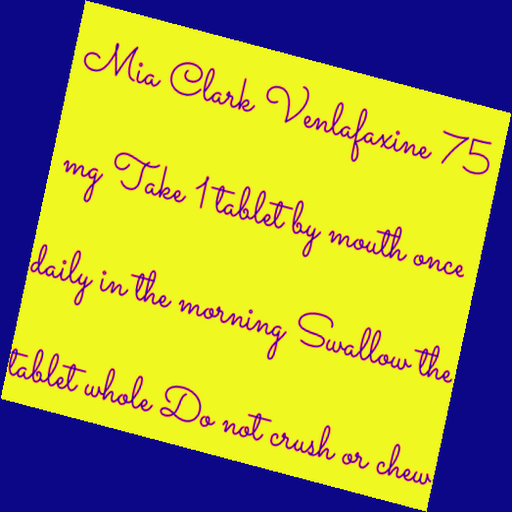 Mia Clark Venlafaxine 75
mg Take 1 tablet by mouth once
daily in the morning Swallow the
tablet whole Do not crush or chew